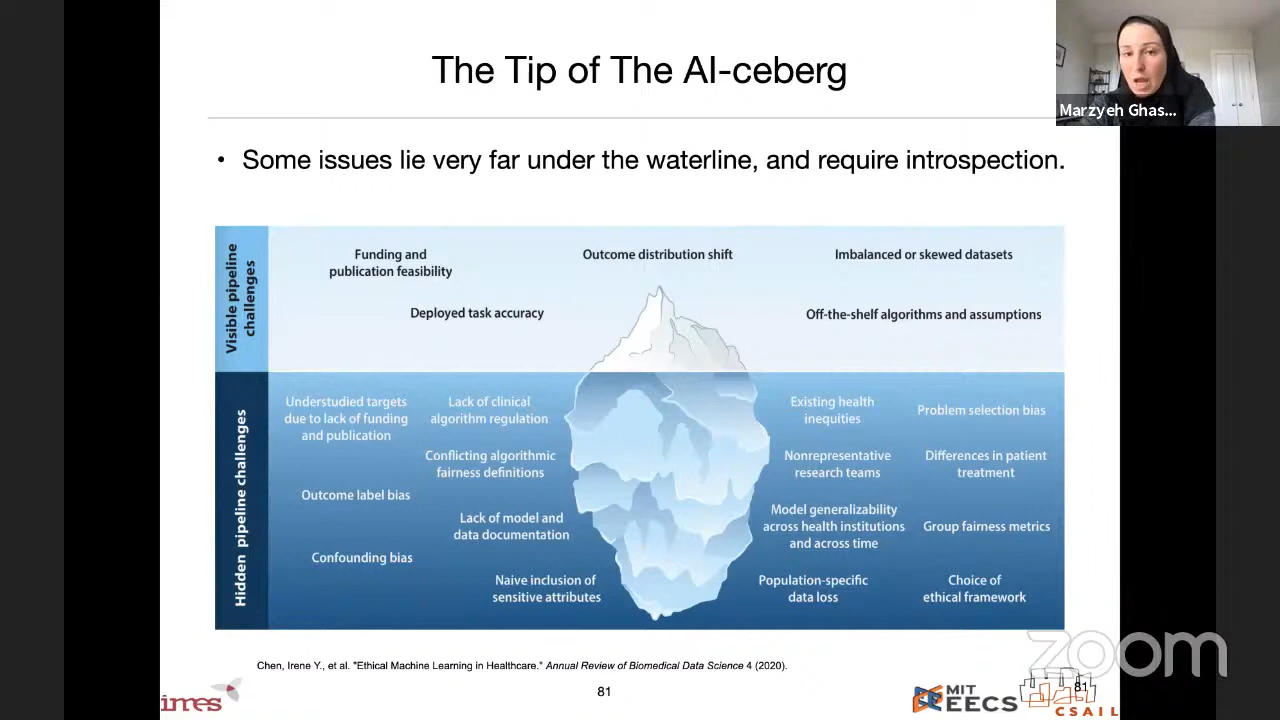 The Tip of The AI-ceberg
Marzyeh Ghas...
• Some issues lie very far under the waterline, and require introspection.
Visible pipeline
challenges
Funding and
publication feasibility
Outcome distribution shift
Imbalanced or skewed datasets
Deployed task accuracy
Off-the-shelf algorithms and assumptions
Hidden pipeline challenges
Understudied targets
due to lack of funding
and publication
Lack of clinical
algorithm regulation
Existing health
inequities
Problem selection bias
Conflicting algorithmic
fairness definitions
Nonrepresentative
research teams
Differences in patient
treatment
Outcome label bias
Lack of model and
data documentation
Model generalizability
across health institutions
and across time
Group fairness metrics
Confounding bias
Naive inclusion of
sensitive attributes
Population-specific
data loss
Choice of
ethical framework
zoom
Chen, Irene Y., et al. "Ethical Machine Learning in Healthcare." Annual Review of Biomedical Data Science 4 (2020).
imes
81
MIT
EECS
81
CSAIL